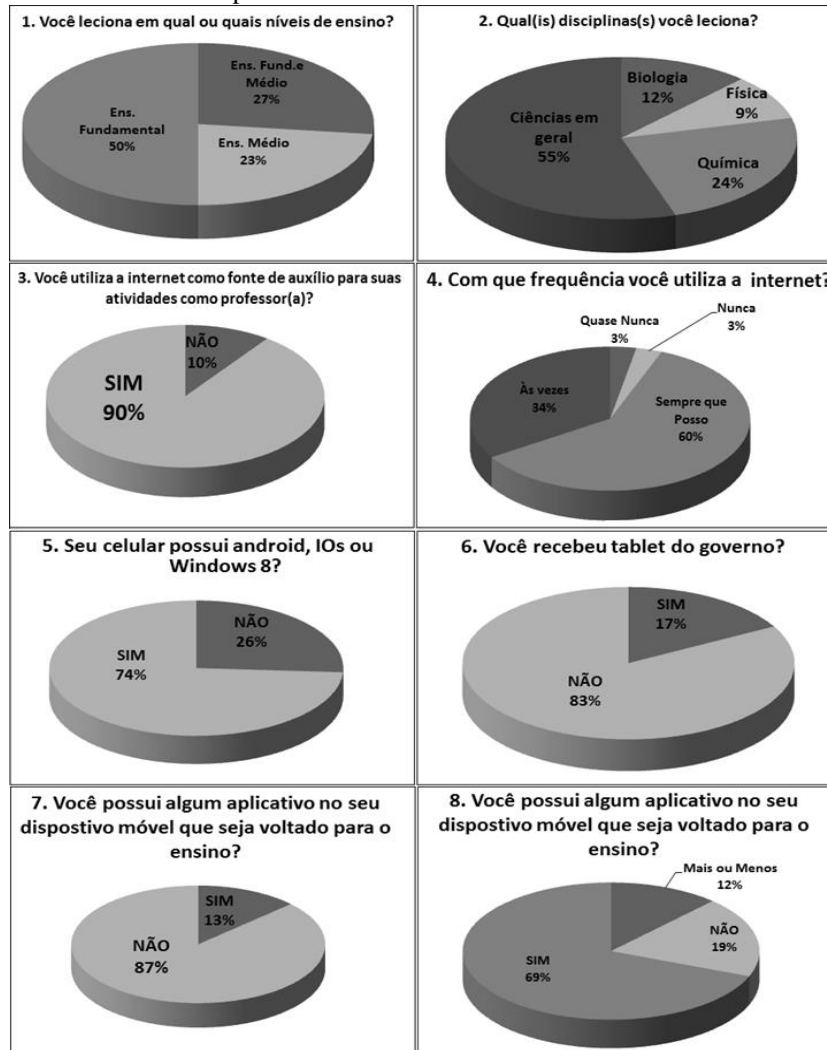 1. Você leciona em qual ou quais níveis de ensino?
Ens. Fund.e
Médio
27%
Ens.
Fundamental
50%
Ens. Médio
23%
2. Qual(is) disciplinas(s) você leciona?
Biologia
12%
Física
9%
Ciências em
geral
55%
Química
24%
3. Você utiliza a internet como fonte de auxílio para suas
atividades como professor(a)?
NÃO
10%
SIM
90%
4. Com que frequência você utiliza a internet?
Nunca
3%
Quase Nunca
3%
Às vezes
34%
Sempre que
Posso
60%
5. Seu celular possui android, IOs ou
Windows 8?
NÃO
26%
SIM
74%
6. Você recebeu tablet do governo?
SIM
17%
NÃO
83%
7. Você possui algum aplicativo no seu
dispostivo móvel que seja voltado para o
ensino?
SIM
13%
NÃO
87%
8. Você possui algum aplicativo no seu
dispostivo móvel que seja voltado para o
ensino?
Mais ou Menos
12%
NÃO
19%
SIM
69%